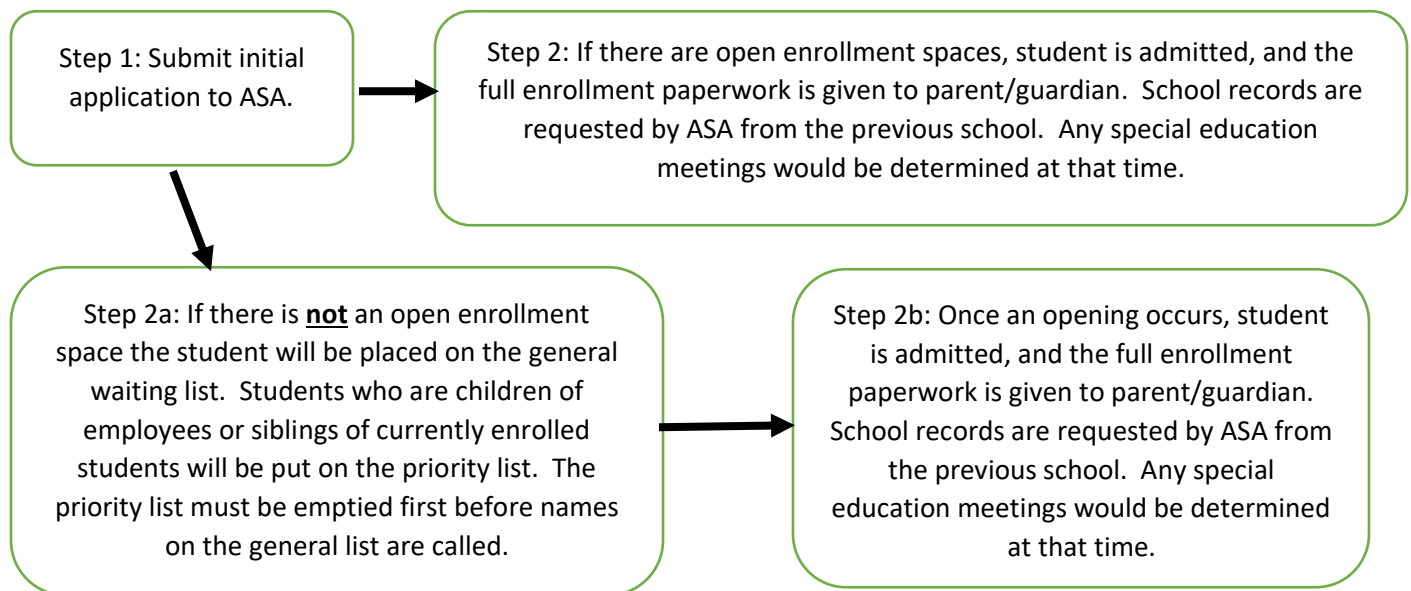 Step 1: Submit initial
application to ASA.
Step 2: If there are open enrollment spaces, student is admitted, and the
full enrollment paperwork is given to parent/guardian.  School records are
requested by ASA from the previous school.  Any special education
meetings would be determined at that time.
Step 2a: If there is not an open enrollment
space the student will be placed on the general
waiting list.  Students who are children of
employees or siblings of currently enrolled
students will be put on the priority list.  The
priority list must be emptied first before names
on the general list are called.
Step 2b: Once an opening occurs, student
is admitted, and the full enrollment
paperwork is given to parent/guardian.
School records are requested by ASA from
the previous school.  Any special
education meetings would be determined
at that time.